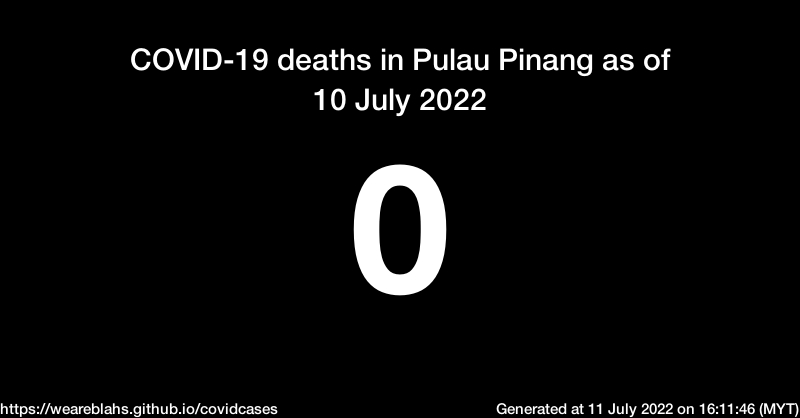 COVID-19 deaths in Pulau Pinang as of
10 July 2022
0
https://weareblahs.github.io/covidcases
Generated at 11 July 2022 on 16:11:46 (MYT)